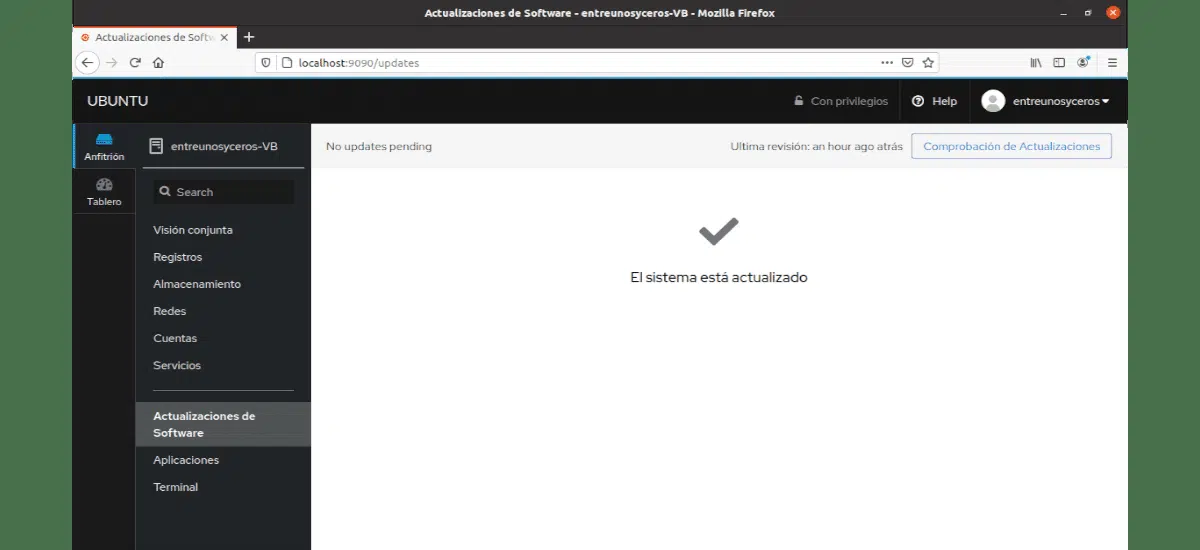 Actualizaciones de Software - entreunosyceros-VB - Mozilla Firefox
Actualizaciones de Softw
localhost:9090/updates
UBUNTU
Con privilegios
Help
entreunosyceros
Anfitrión
Tablero
entreunosyceros-VB
Search
Visión conjunta
Registros
Almacenamiento
Redes
Cuentas
Servicios
Actualizaciones de
Software
Aplicaciones
Terminal
No updates pending
Ultima revisión: an hour ago atrás
Comprobación de Actualizaciones
El sistema está actualizado